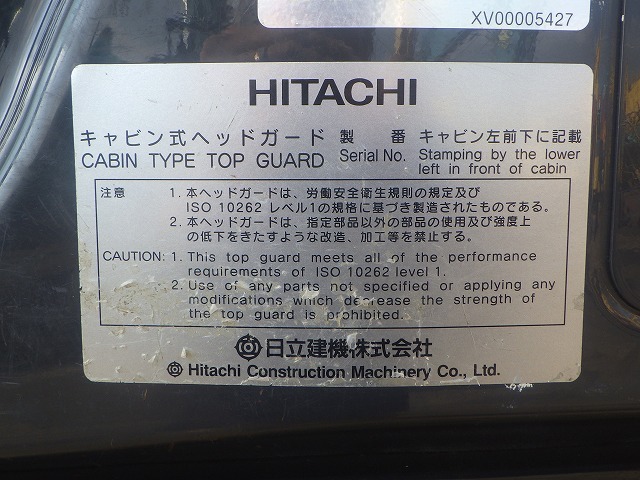 XV00005427
HITACHI
キャビン式ヘッドガード 製 番 キャビン左前下に記載
CABIN TYPE TOP GUARD Serial No. Stamping by the lower
left in front of cabin
注意 1. 本ヘッドガードは、労働安全衛生規則の規定及び
ISO 10262 レベル1の規格に基づき製造されたものである。
2. 本ヘッドガードは、指定部品以外の部品の使用及び強度上
の低下をきたすような改造、加工等を禁止する。
CAUTION: 1. This top guard meets all of the performance
requirements of ISO 10262 level 1.
2. Use of any parts not specified or applying any
modifications which decrease the strength of
the top guard is prohibited.
日立建機株式会社
Hitachi Construction Machinery Co., Ltd.